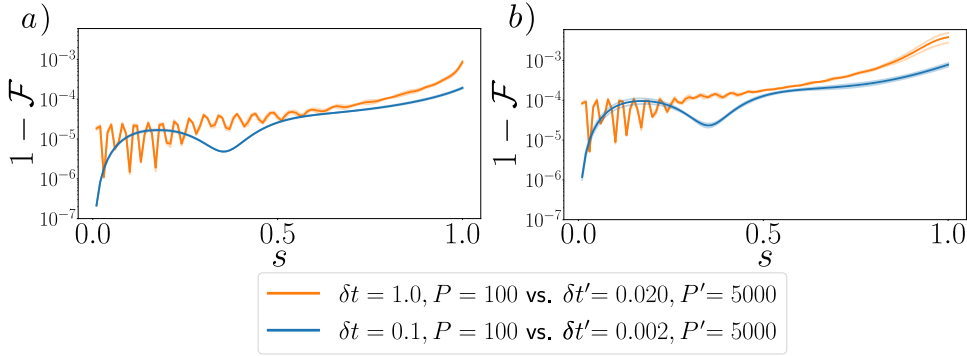 a) b)
1 − 𝓕 1 − 𝓕
10⁻³ 10⁻³
10⁻⁴ 10⁻⁴
10⁻⁵ 10⁻⁵
10⁻⁶ 10⁻⁶
10⁻⁷ 10⁻⁷
0.0 0.5 1.0 0.0 0.5 1.0
s s
δt = 1.0, P = 100 vs. δt′= 0.020, P′= 5000
δt = 0.1, P = 100 vs. δt′= 0.002, P′= 5000